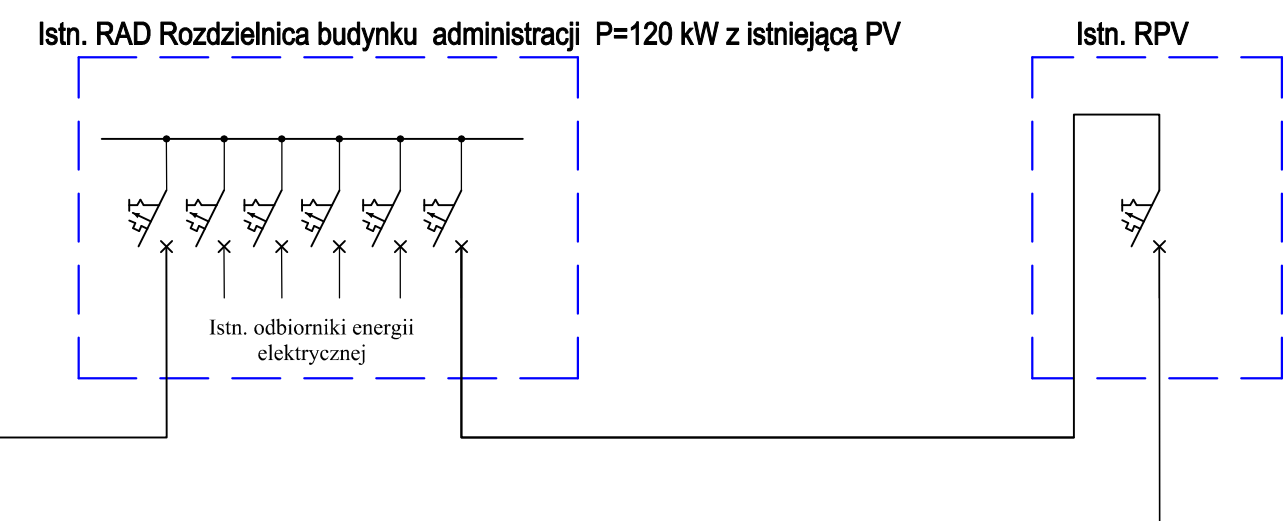 Istn. RAD Rozdzielnica budynku administracji P=120 kW z istniejącą PV
Istn. RPV
Istn. odbiorniki energii
elektrycznej